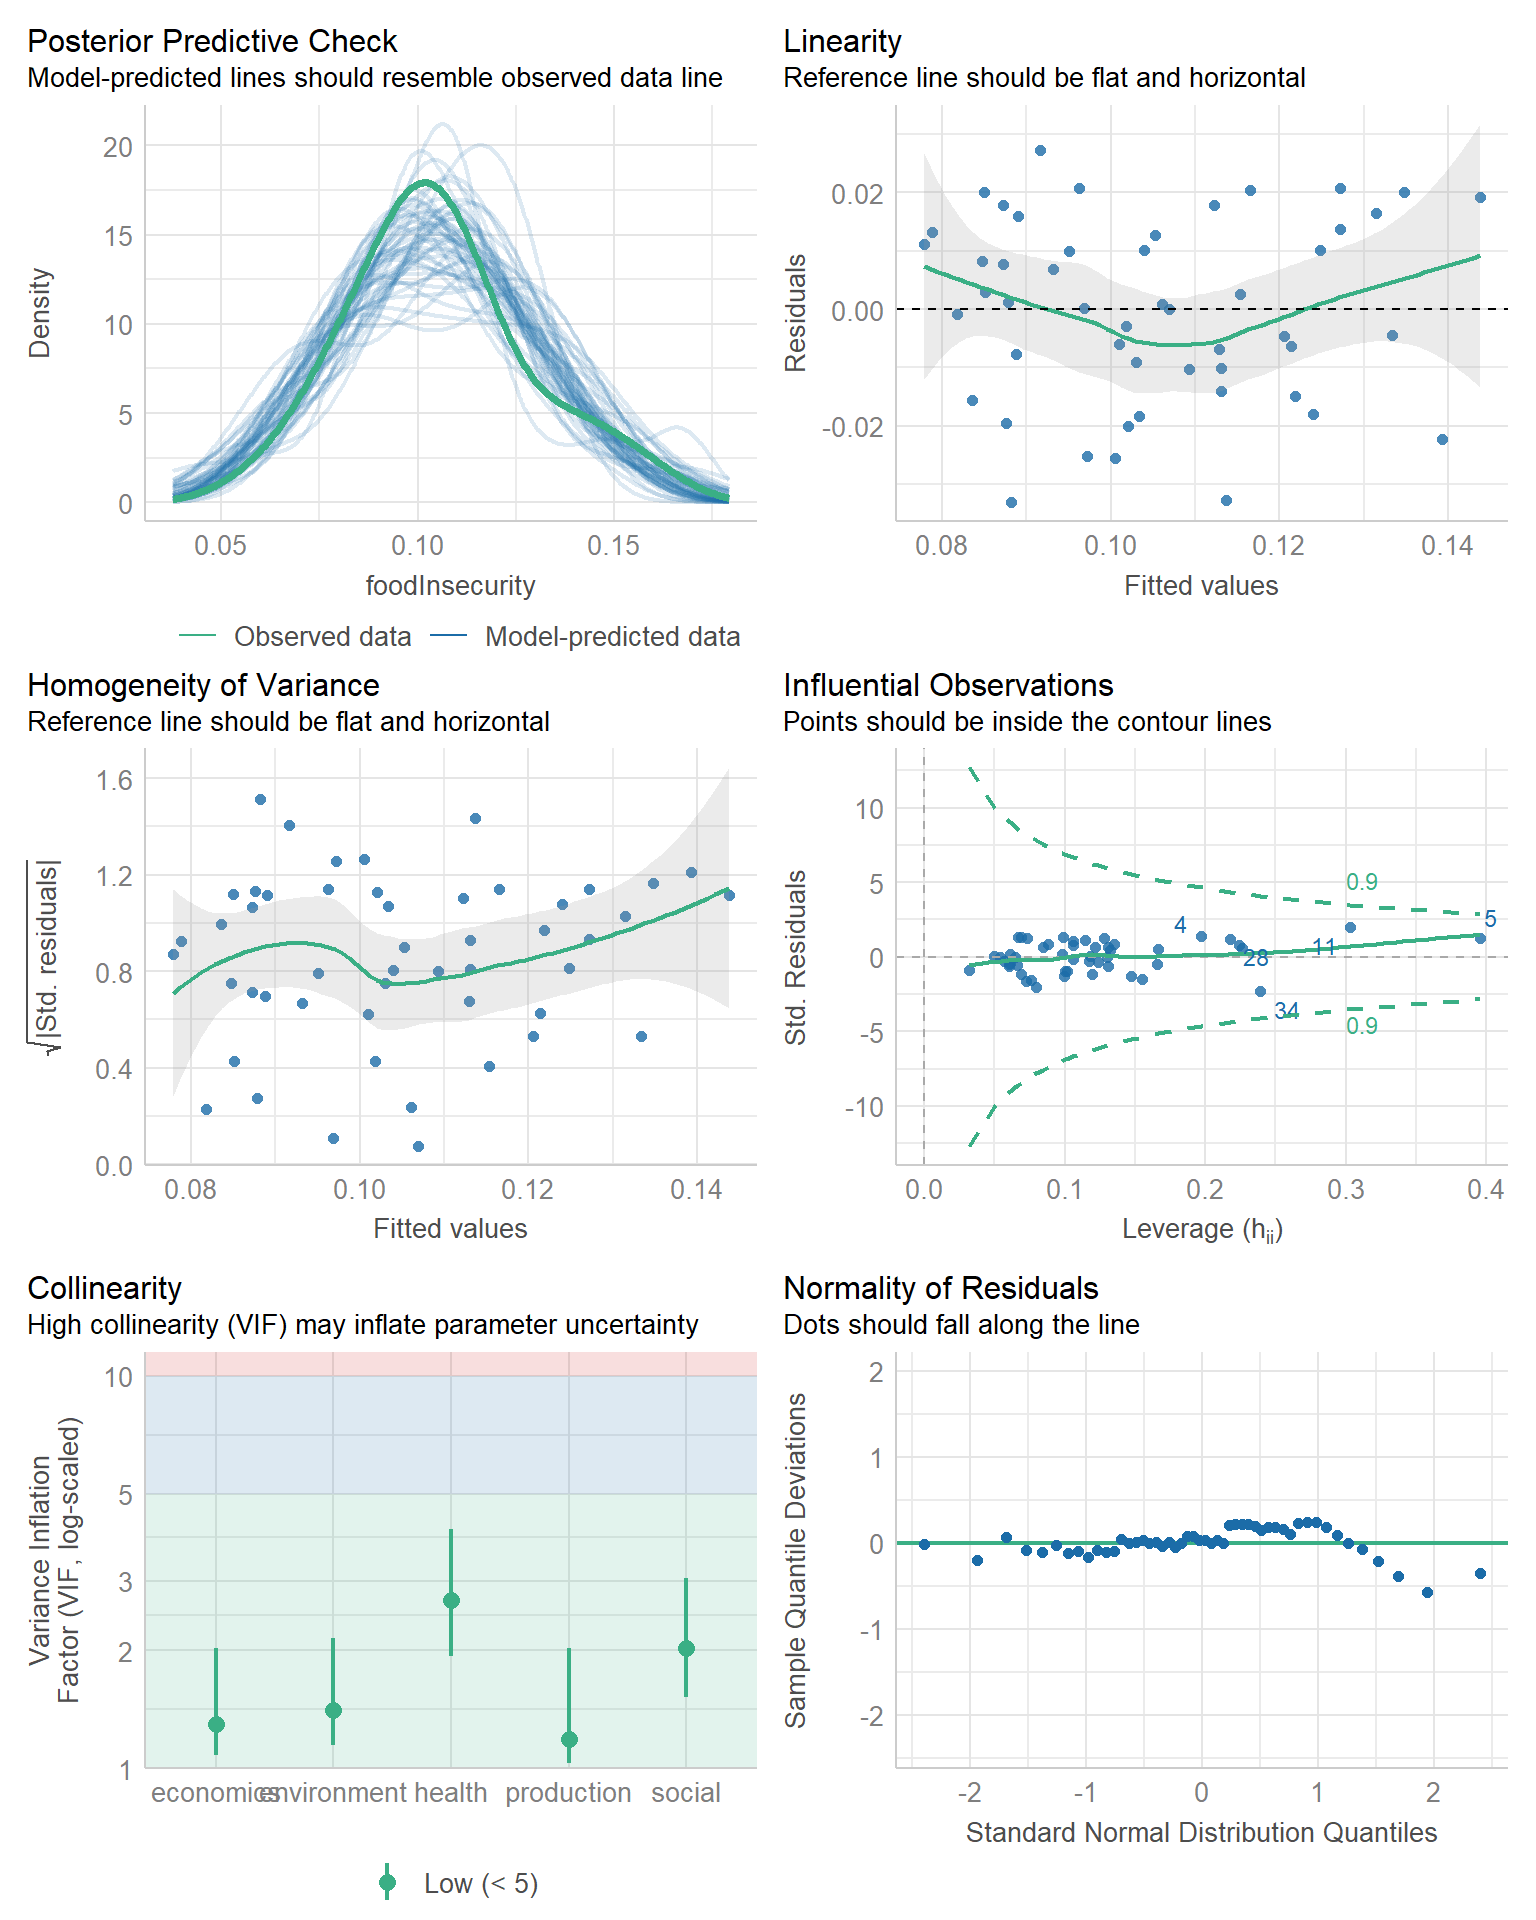 Posterior Predictive Check
Model-predicted lines should resemble observed data line
20
15
10
5
0
Density
0.05 0.10 0.15
foodInsecurity
Observed data Model-predicted data
Linearity
Reference line should be flat and horizontal
0.02
0.00
-0.02
Residuals
0.08 0.10 0.12 0.14
Fitted values
Homogeneity of Variance
Reference line should be flat and horizontal
1.6
1.2
0.8
0.4
0.0
√|Std. residuals|
0.08 0.10 0.12 0.14
Fitted values
Influential Observations
Points should be inside the contour lines
10
5
0
-5
-10
Std. Residuals
0.9
5
4
11
28
34
0.9
0.0 0.1 0.2 0.3 0.4
Leverage (hii)
Collinearity
High collinearity (VIF) may inflate parameter uncertainty
10
5
3
2
1
Variance Inflation
Factor (VIF, log-scaled)
economics environment health production social
Low (< 5)
Normality of Residuals
Dots should fall along the line
2
1
0
-1
-2
Sample Quantile Deviations
-2 -1 0 1 2
Standard Normal Distribution Quantiles